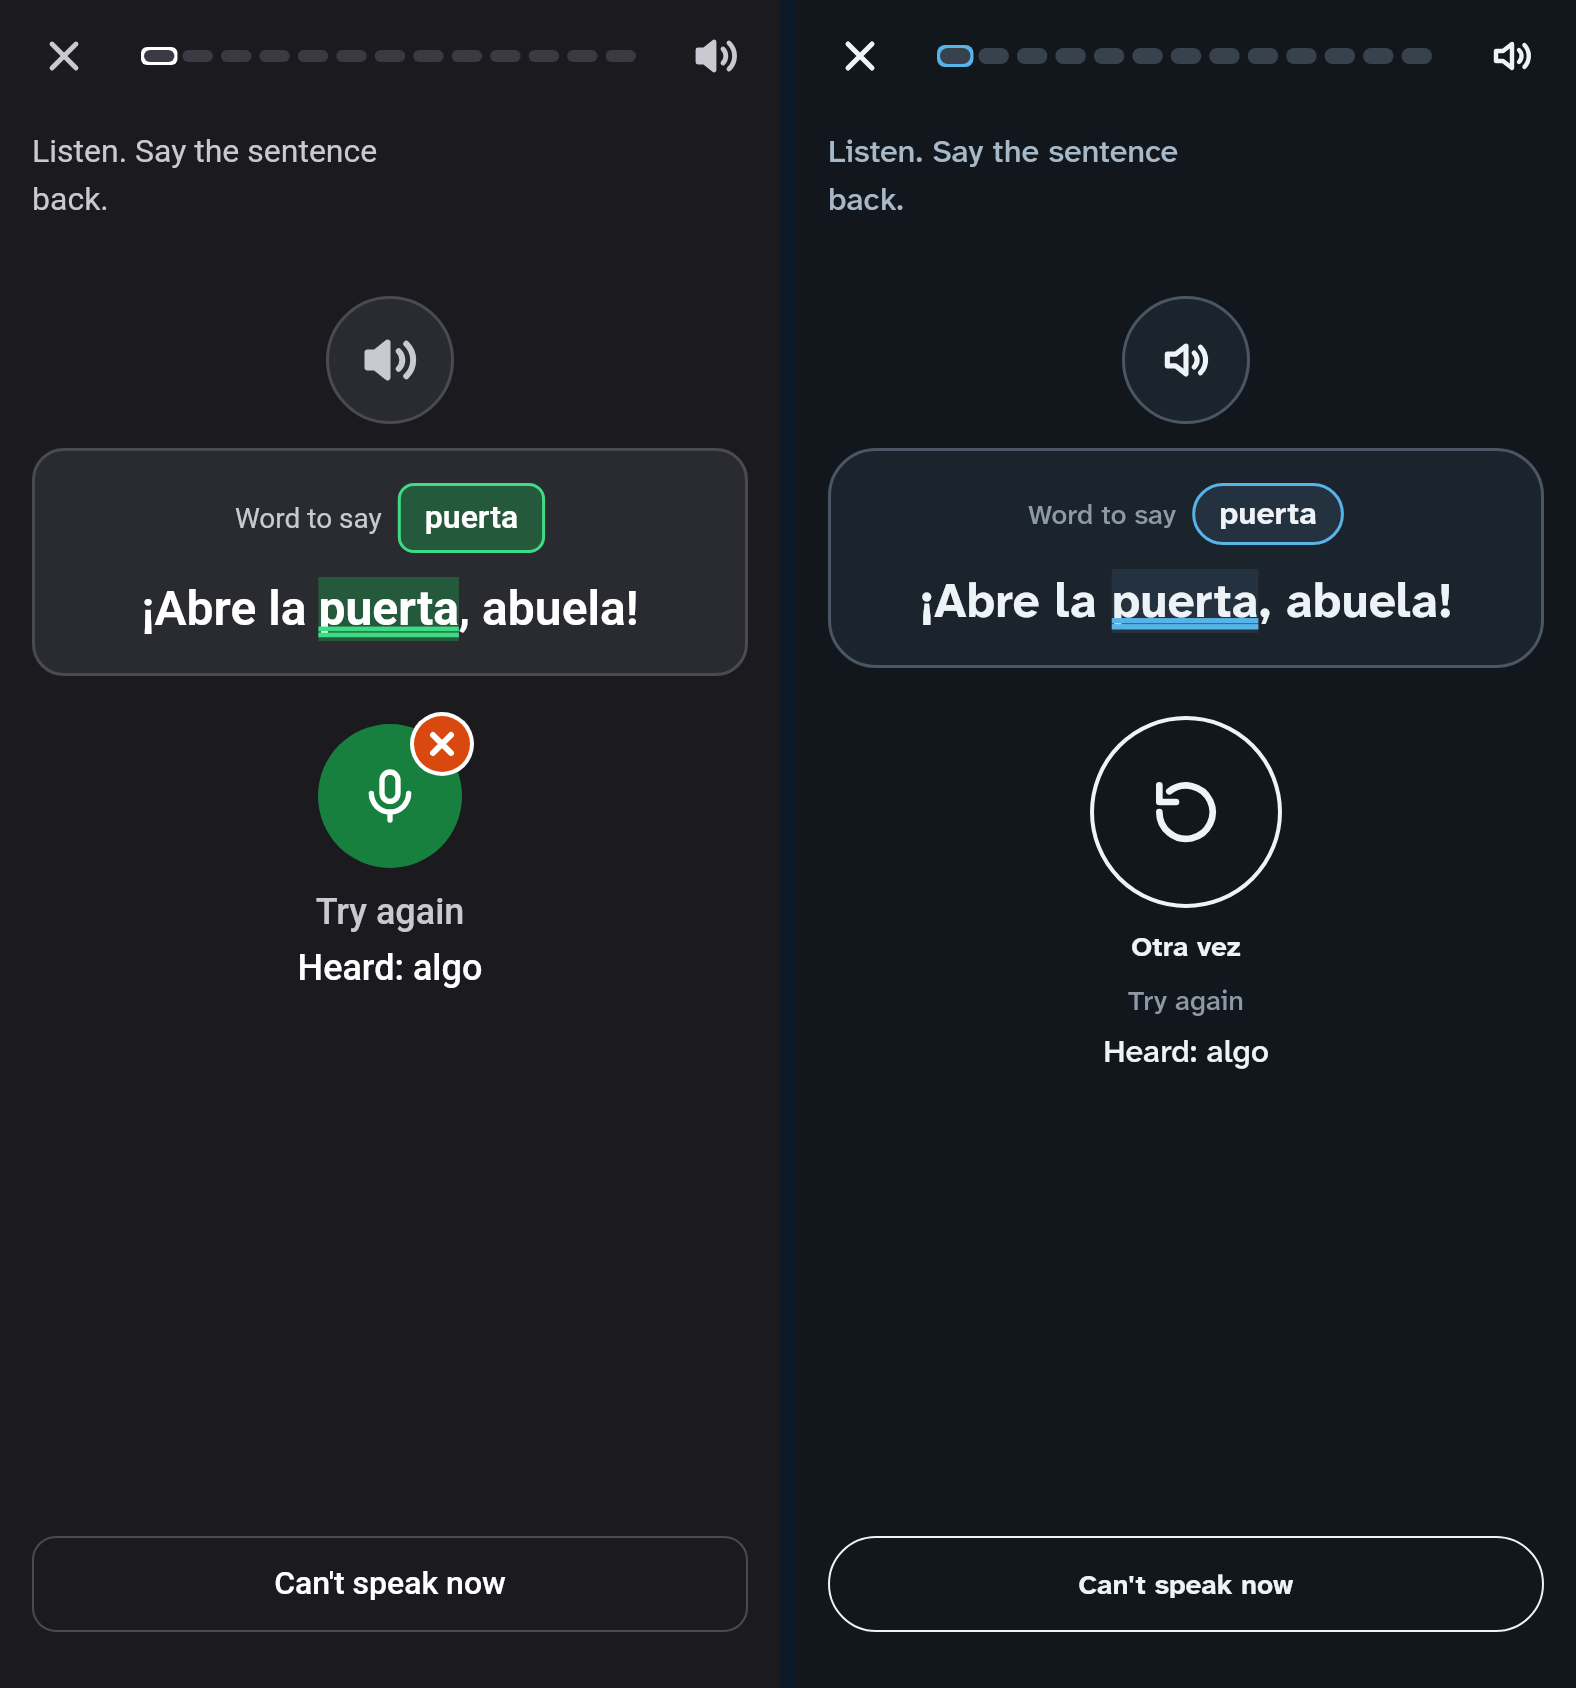 Listen. Say the sentence
back.
Word to say puerta
¡Abre la puerta, abuela!
Try again
Heard: algo
Can't speak now
Listen. Say the sentence
back.
Word to say puerta
¡Abre la puerta, abuela!
Otra vez
Try again
Heard: algo
Can't speak now